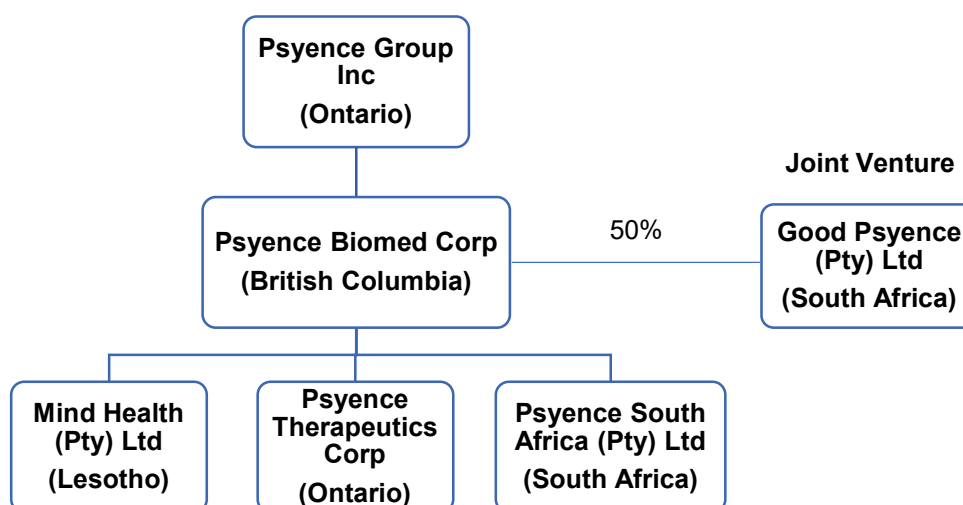 Psyence Group
Inc
(Ontario)
Joint Venture
Psyence Biomed Corp
(British Columbia)
50%
Good Psyence
(Pty) Ltd
(South Africa)
Mind Health
(Pty) Ltd
(Lesotho)
Psyence
Therapeutics
Corp
(Ontario)
Psyence South
Africa (Pty) Ltd
(South Africa)